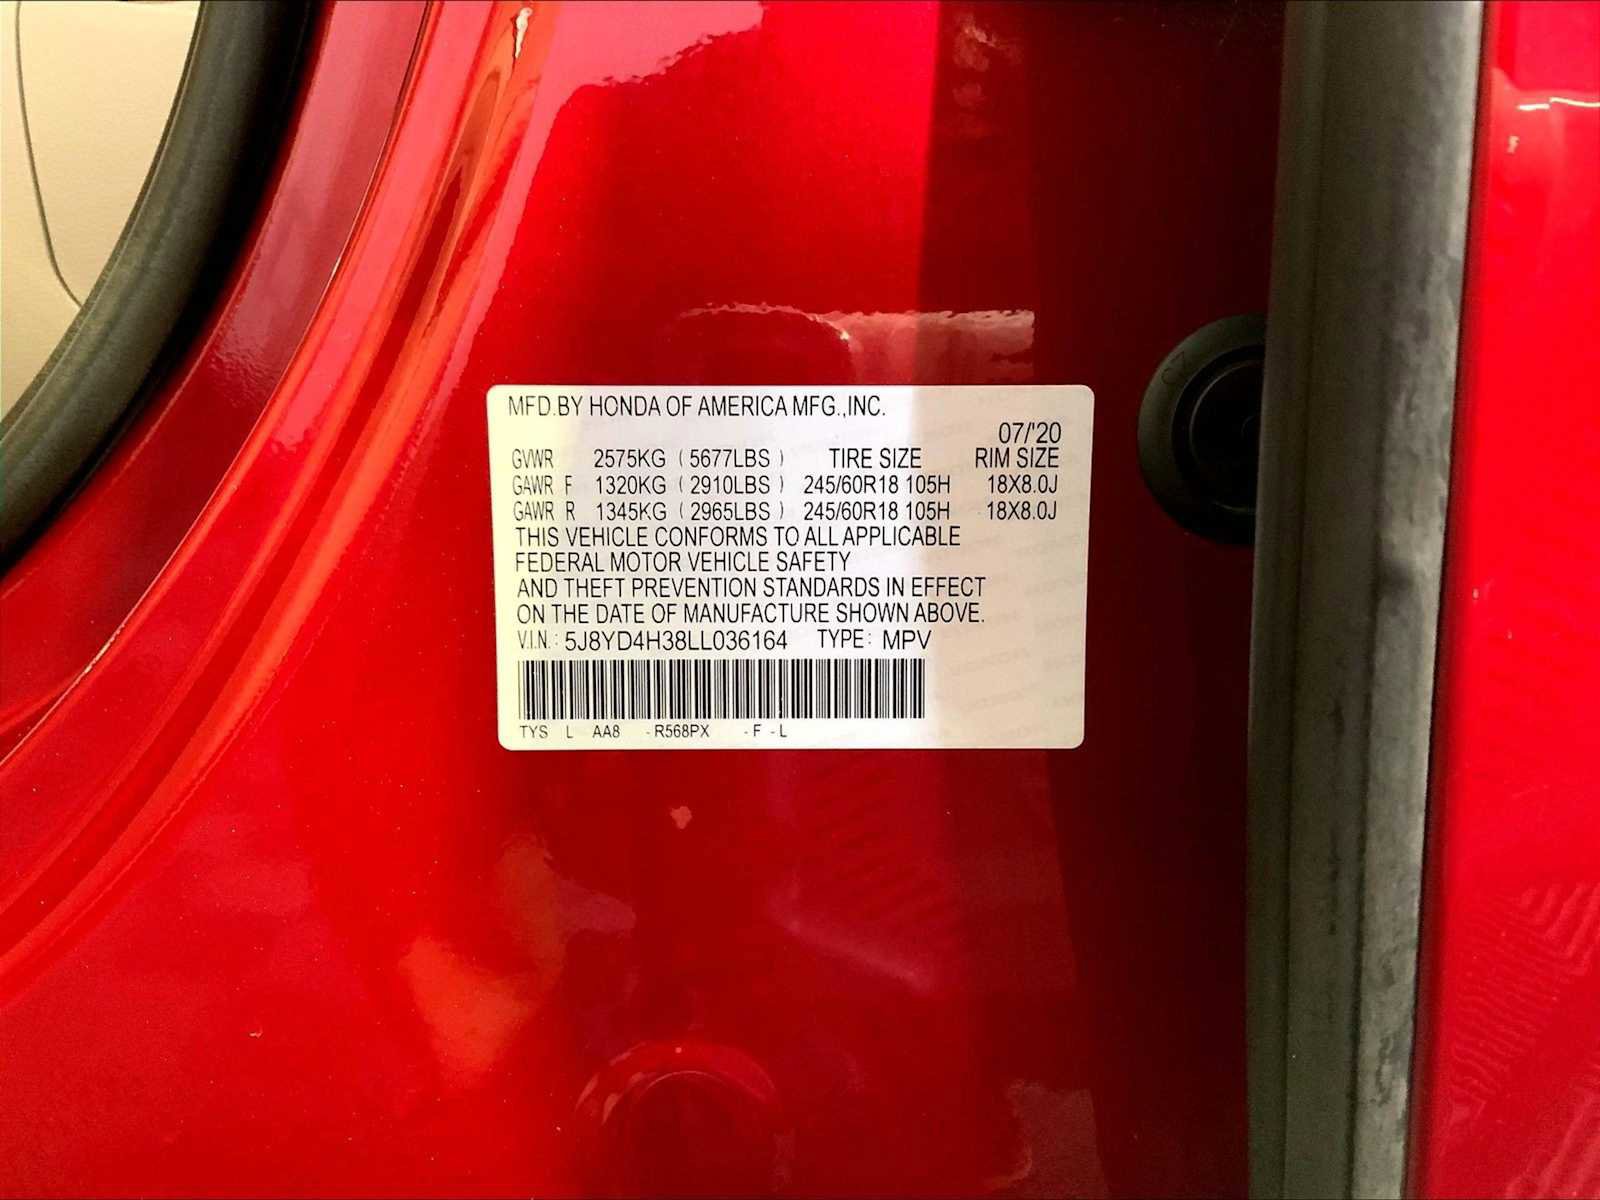 MFD.BY HONDA OF AMERICA MFG.,INC.
07/'20
GVWR 2575KG ( 5677LBS ) TIRE SIZE RIM SIZE
GAWR F 1320KG ( 2910LBS ) 245/60R18 105H 18X8.0J
GAWR R 1345KG ( 2965LBS ) 245/60R18 105H 18X8.0J
THIS VEHICLE CONFORMS TO ALL APPLICABLE
FEDERAL MOTOR VEHICLE SAFETY
AND THEFT PREVENTION STANDARDS IN EFFECT
ON THE DATE OF MANUFACTURE SHOWN ABOVE.
V.I.N.: 5J8YD4H38LL036164 TYPE: MPV
TYS L AA8 -R568PX -F -L